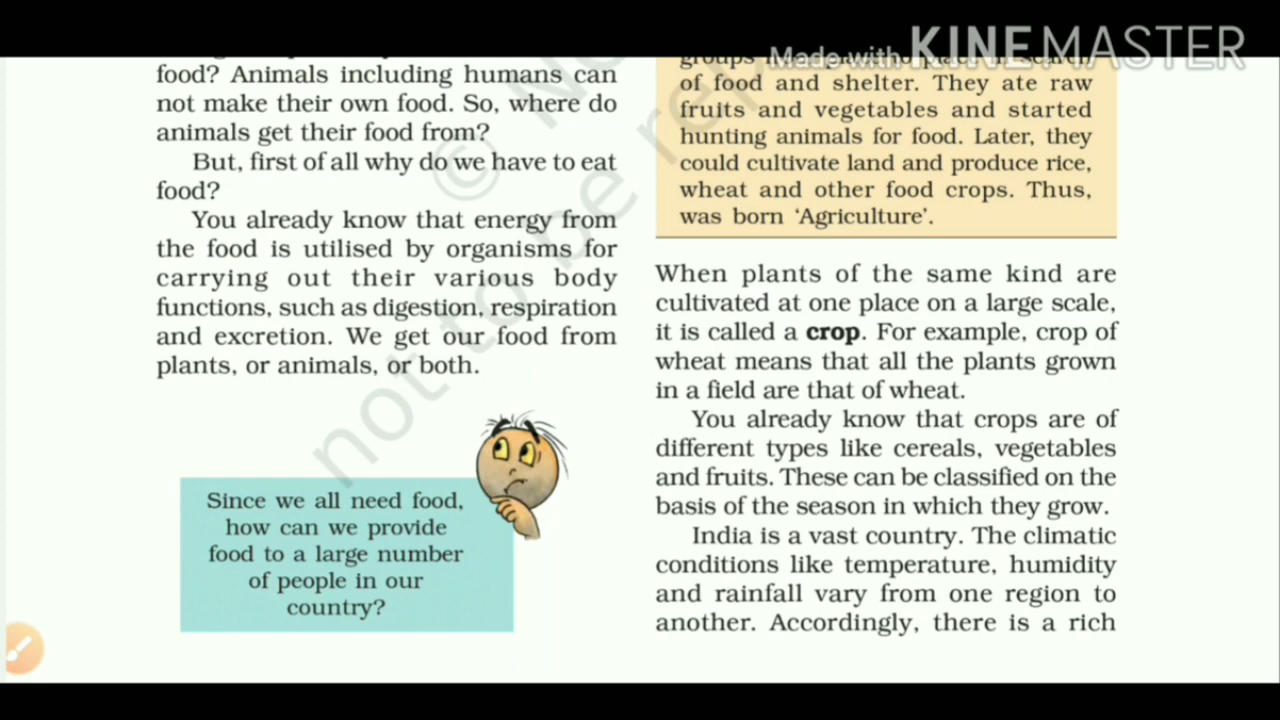 Made with KINEMASTER
food? Animals including humans can
not make their own food. So, where do
animals get their food from?
But, first of all why do we have to eat
food?
You already know that energy from
the food is utilised by organisms for
carrying out their various body
functions, such as digestion, respiration
and excretion. We get our food from
plants, or animals, or both.
Since we all need food,
how can we provide
food to a large number
of people in our
country?
groups
of food and shelter. They ate raw
fruits and vegetables and started
hunting animals for food. Later, they
could cultivate land and produce rice,
wheat and other food crops. Thus,
was born ‘Agriculture’.
When plants of the same kind are
cultivated at one place on a large scale,
it is called a crop. For example, crop of
wheat means that all the plants grown
in a field are that of wheat.
You already know that crops are of
different types like cereals, vegetables
and fruits. These can be classified on the
basis of the season in which they grow.
India is a vast country. The climatic
conditions like temperature, humidity
and rainfall vary from one region to
another. Accordingly, there is a rich
© No
not to be rep